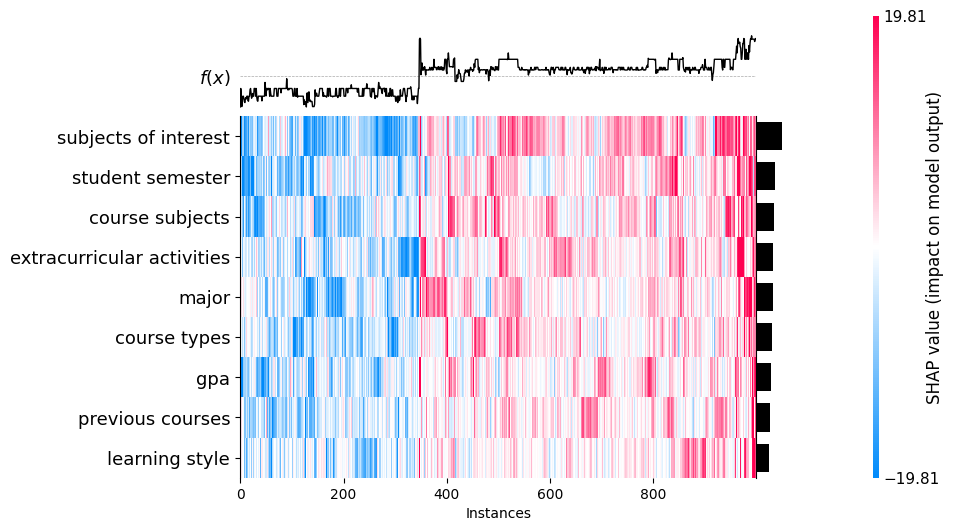 19.81
f(x)
subjects of interest
student semester
course subjects
extracurricular activities
major
course types
gpa
previous courses
learning style
0 200 400 600 800
Instances
SHAP value (impact on model output)
−19.81